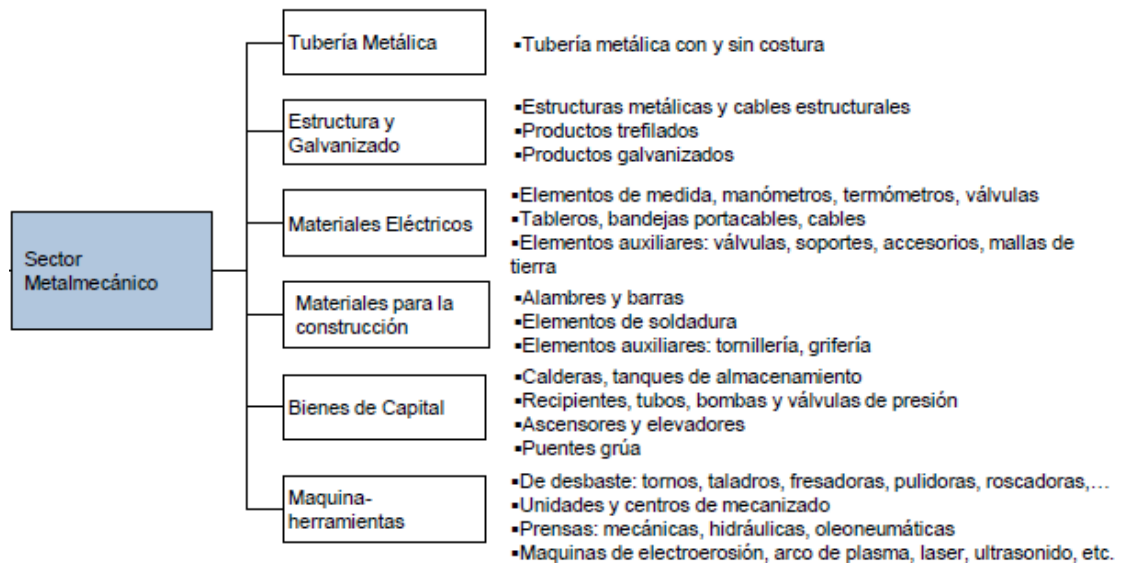 Sector
Metalmecánico
Tubería Metálica
▪Tubería metálica con y sin costura
Estructura y
Galvanizado
▪Estructuras metálicas y cables estructurales
▪Productos trefilados
▪Productos galvanizados
Materiales Eléctricos
▪Elementos de medida, manómetros, termómetros, válvulas
▪Tableros, bandejas portacables, cables
▪Elementos auxiliares: válvulas, soportes, accesorios, mallas de
tierra
Materiales para la
construcción
▪Alambres y barras
▪Elementos de soldadura
▪Elementos auxiliares: tornillería, grifería
Bienes de Capital
▪Calderas, tanques de almacenamiento
▪Recipientes, tubos, bombas y válvulas de presión
▪Ascensores y elevadores
▪Puentes grúa
Maquina-
herramientas
▪De desbaste: tornos, taladros, fresadoras, pulidoras, roscadoras,…
▪Unidades y centros de mecanizado
▪Prensas: mecánicas, hidráulicas, oleoneumáticas
▪Maquinas de electroerosión, arco de plasma, laser, ultrasonido, etc.